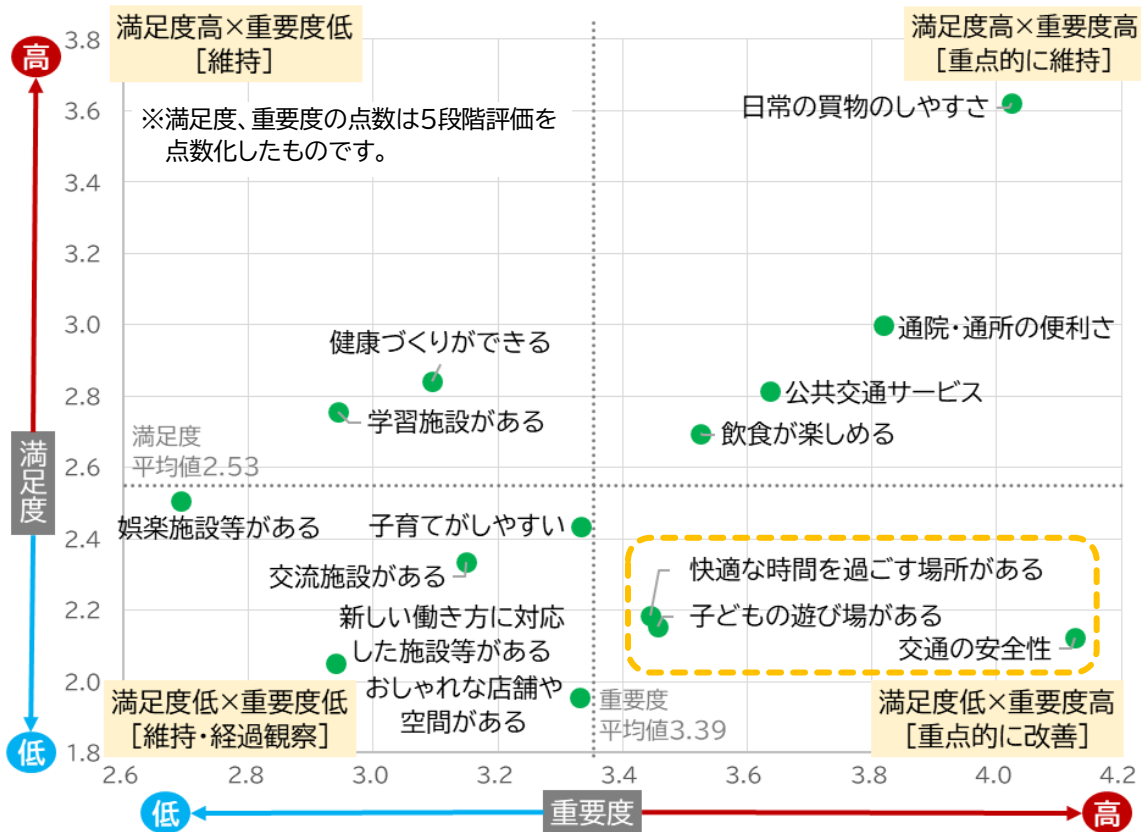 満足度高×重要度低
[維持]
満足度高×重要度高
[重点的に維持]
※満足度、重要度の点数は5段階評価を
点数化したものです。
高
3.8
3.6
3.4
3.2
3.0
2.8
2.6
2.4
2.2
2.0
1.8
満足度
低
日常の買物のしやすさ
通院・通所の便利さ
健康づくりができる
公共交通サービス
学習施設がある
飲食が楽しめる
満足度
平均値2.53
娯楽施設等がある
子育てがしやすい
交流施設がある
快適な時間を過ごす場所がある
新しい働き方に対応
した施設等がある
子どもの遊び場がある
交通の安全性
おしゃれな店舗や
空間がある
重要度
平均値3.39
満足度低×重要度低
[維持・経過観察]
満足度低×重要度高
[重点的に改善]
2.6
2.8
3.0
3.2
3.4
3.6
3.8
4.0
4.2
低
重要度
高